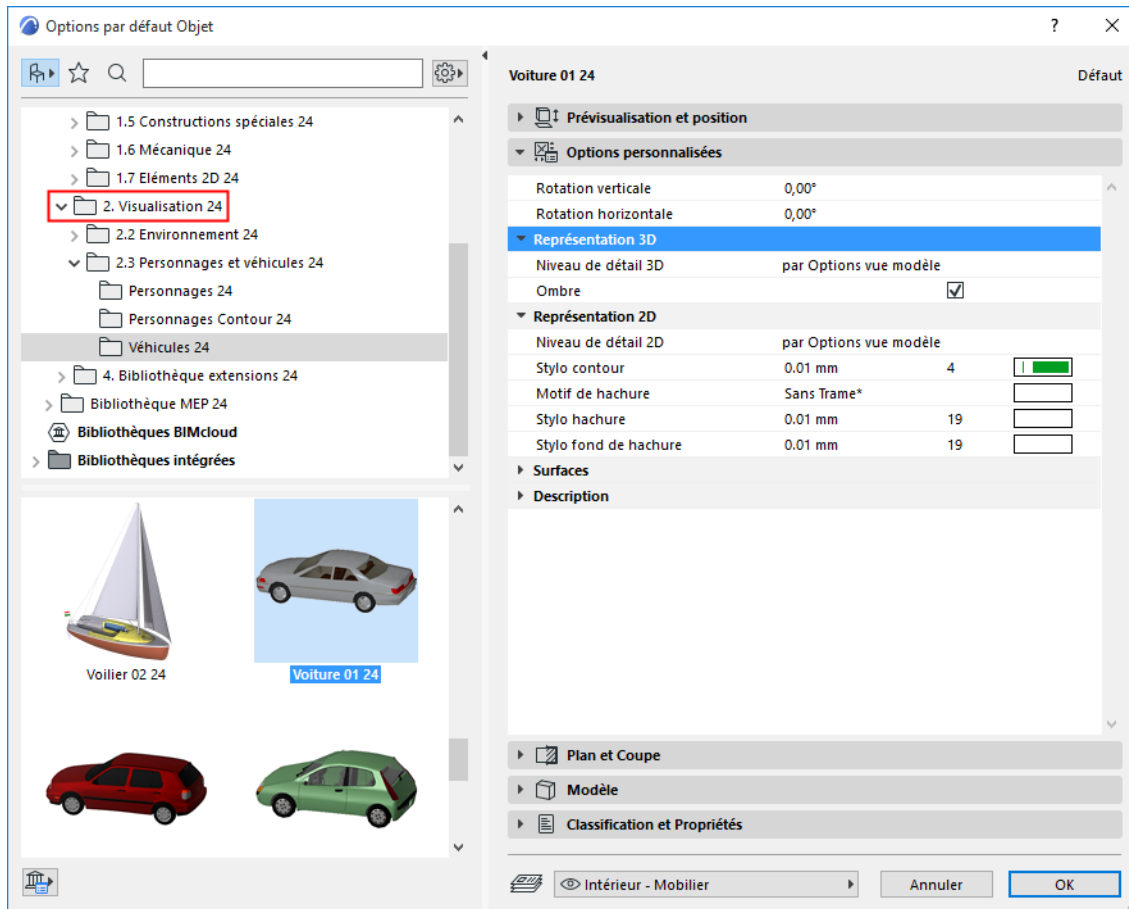 Options par défaut Objet
?
1.5 Constructions spéciales 24
1.6 Mécanique 24
1.7 Eléments 2D 24
2. Visualisation 24
2.2 Environnement 24
2.3 Personnages et véhicules 24
Personnages 24
Personnages Contour 24
Véhicules 24
4. Bibliothèque extensions 24
Bibliothèque MEP 24
Bibliothèques BIMcloud
Bibliothèques intégrées
Voilier 02 24
Voiture 01 24
Voiture 01 24 Défaut
Prévisualisation et position
Options personnalisées
Rotation verticale 0,00°
Rotation horizontale 0,00°
Représentation 3D
Niveau de détail 3D par Options vue modèle
Ombre
Représentation 2D
Niveau de détail 2D par Options vue modèle
Stylo contour 0.01 mm 4
Motif de hachure Sans Trame*
Stylo hachure 0.01 mm 19
Stylo fond de hachure 0.01 mm 19
Surfaces
Description
Plan et Coupe
Modèle
Classification et Propriétés
Intérieur - Mobilier
Annuler
OK